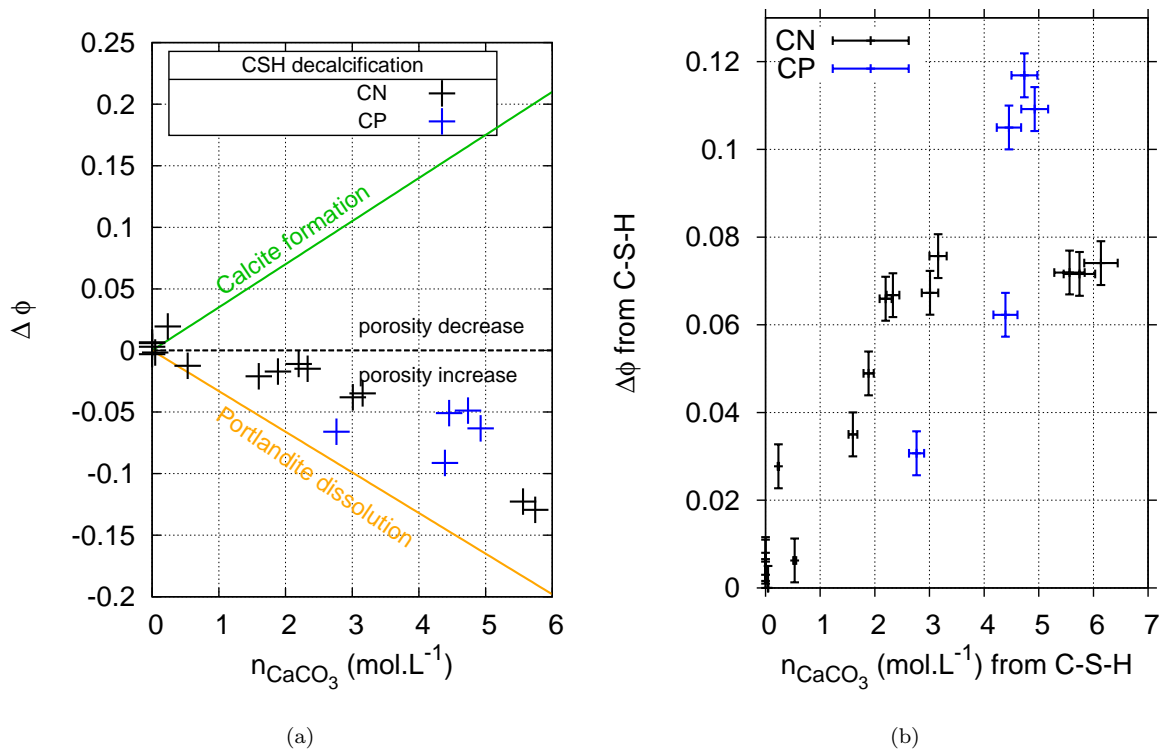 0.25
0.2
0.15
0.1
0.05
0
-0.05
-0.1
-0.15
-0.2
0 1 2 3 4 5 6
Δ ϕ
n_CaCO₃ (mol.L⁻¹)
CSH decalcification
CN
CP
Calcite formation
porosity decrease
porosity increase
Portlandite dissolution
(a)
0.12
0.1
0.08
0.06
0.04
0.02
0
0 1 2 3 4 5 6 7
Δϕ from C-S-H
n_CaCO₃ (mol.L⁻¹) from C-S-H
CN
CP
(b)